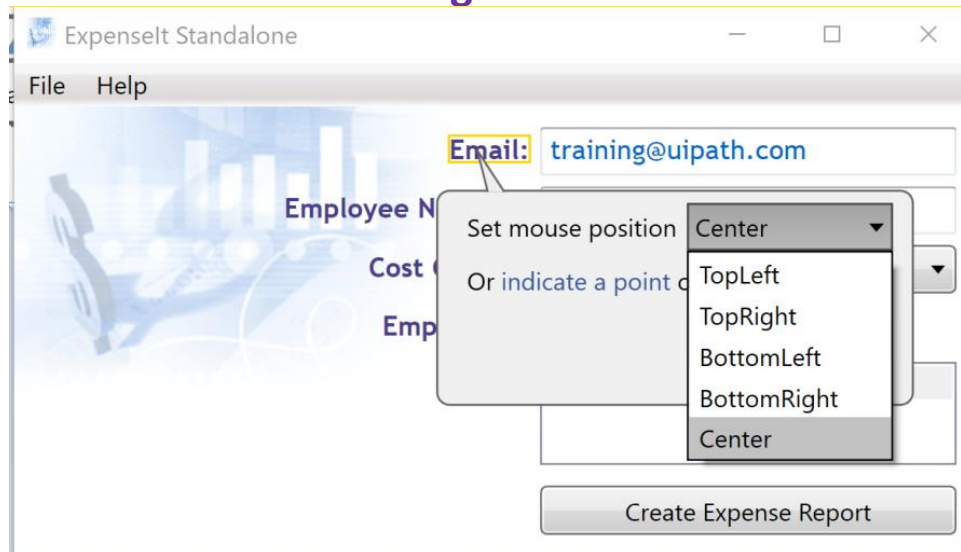 ExpenseIt Standalone
File Help
Email: training@uipath.com
Employee N
Set mouse position Center
Cost
Or indicate a point
TopLeft
TopRight
Emp
BottomLeft
BottomRight
Center
Create Expense Report